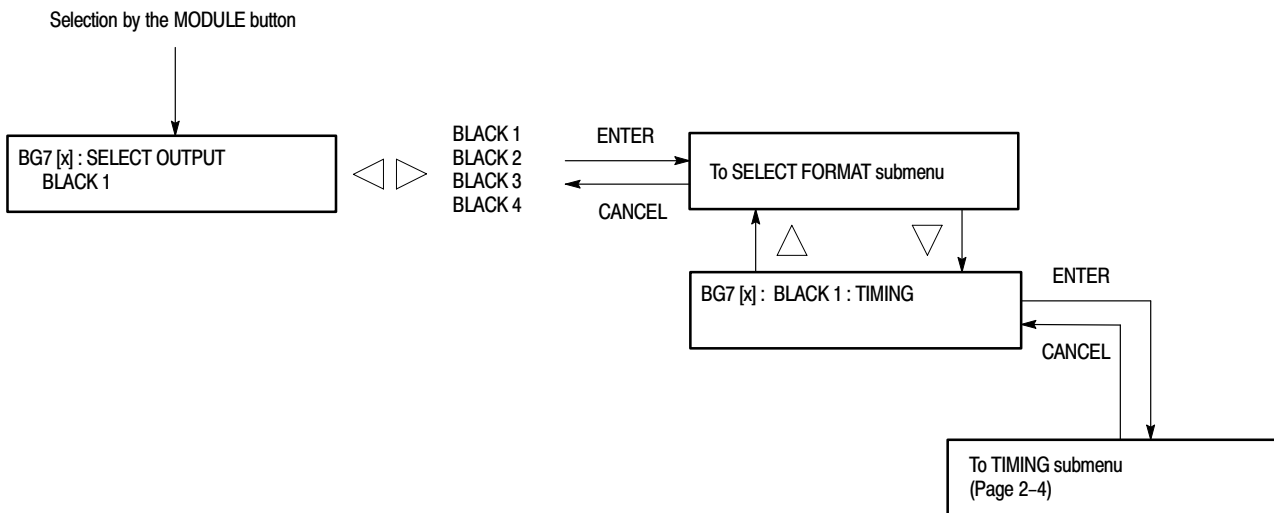 Selection by the MODULE button
BG7 [x] : SELECT OUTPUT
BLACK 1
BLACK 1
BLACK 2
BLACK 3
BLACK 4
ENTER
CANCEL
To SELECT FORMAT submenu
BG7 [x] : BLACK 1 : TIMING
ENTER
CANCEL
To TIMING submenu
(Page 2–4)